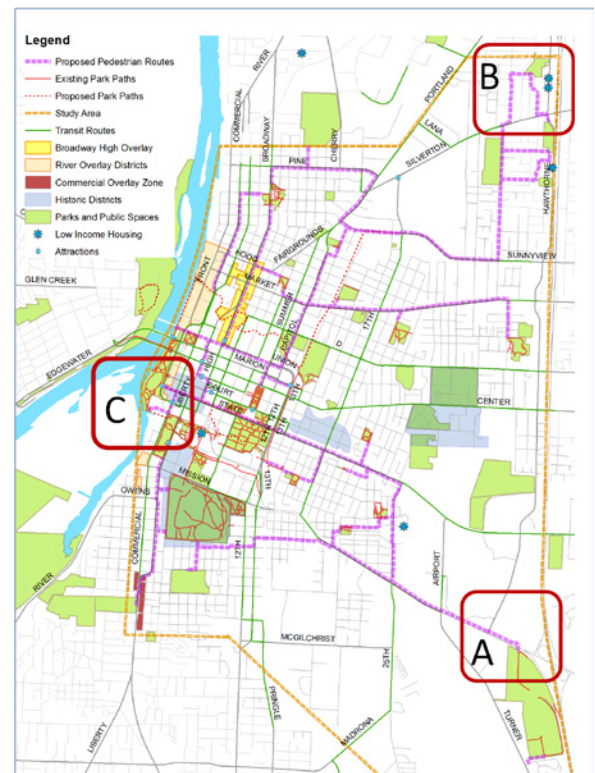 Legend
Proposed Pedestrian Routes
Existing Park Paths
Proposed Park Paths
Study Area
Transit Routes
Broadway High Overlay
River Overlay Districts
Commercial Overlay Zone
Historic Districts
Parks and Public Spaces
Low Income Housing
Attractions
RIVER
COMMERCIAL
BROADWAY
CHERRY
PORTLAND
B
LANA
SILVERTON
PINE
HAWTHORNE
FAIRGROUNDS
SUNNYVIEW
HOOD
FRONT
MARKET
GLEN CREEK
SUMMER
CAPITOL
17TH
D
UNION
MARION
EDGEWATER
HIGH
C
LIBERTY
COURT
STATE
12TH
CENTER
13TH
MISSION
OWENS
COMMERCIAL
12TH
RIVER
AIRPORT
MCGILCHRIST
25TH
A
TURNER
PRINGLE
LIBERTY
MADRONA